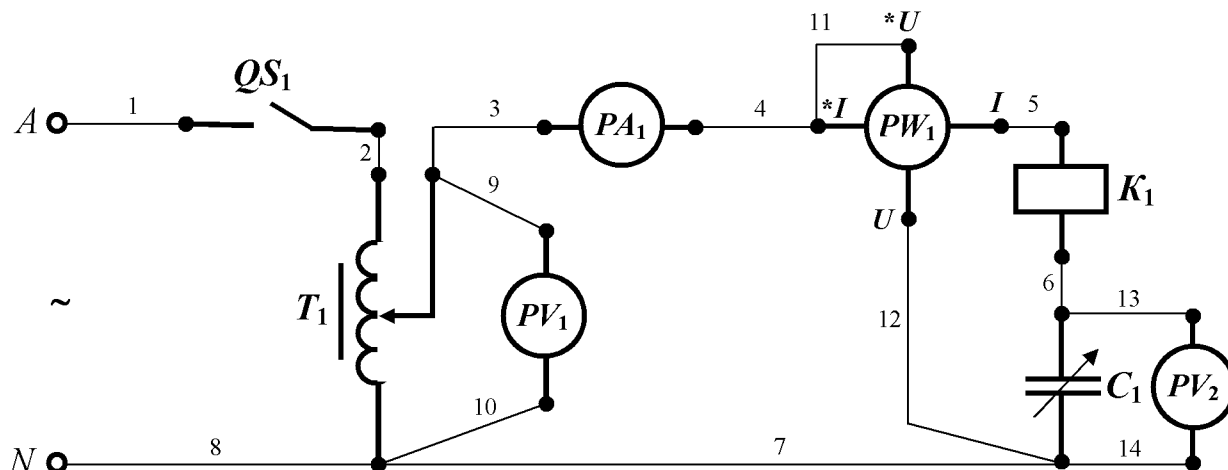 11 *U
QS₁
A 1 3 4 *I I 5
PA₁ PW₁
2
9 K₁
U
6
13
~ T₁ PV₁ 12
C₁ PV₂
10
N 8 7 14